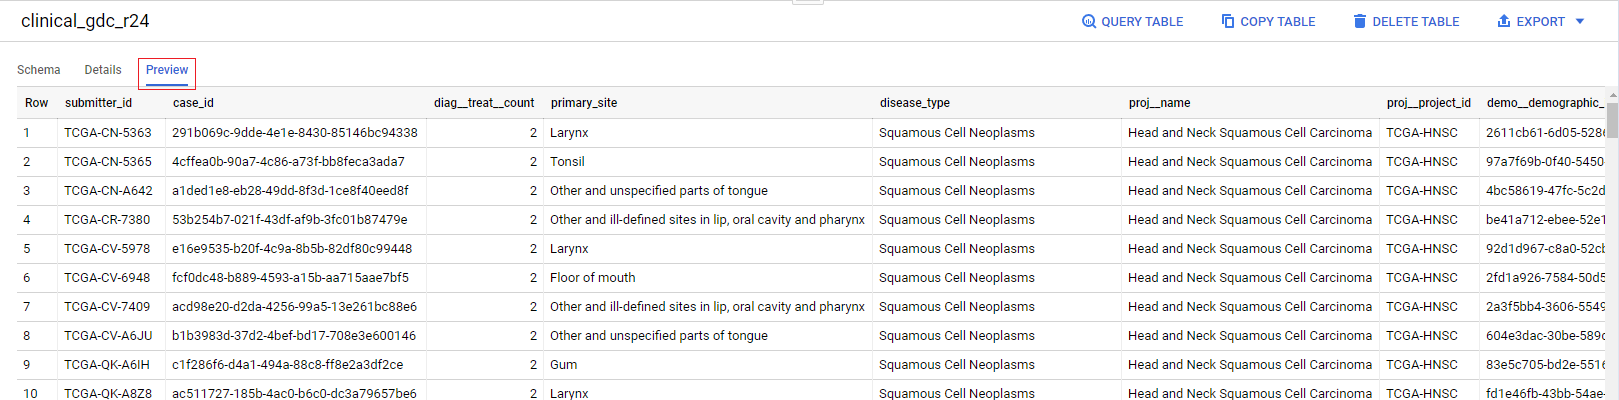 clinical_gdc_r24 QUERY TABLE COPY TABLE DELETE TABLE EXPORT
Schema Details Preview
Row submitter_id case_id diag__treat__count primary_site disease_type proj__name proj__project_id demo__demographic_
1 TCGA-CN-5363 291b069c-9dde-4e1e-8430-85146bc94338 2 Larynx Squamous Cell Neoplasms Head and Neck Squamous Cell Carcinoma TCGA-HNSC 2611cb61-6d05-528
2 TCGA-CN-5365 4cffea0b-90a7-4c86-a73f-bb8feca3ada7 2 Tonsil Squamous Cell Neoplasms Head and Neck Squamous Cell Carcinoma TCGA-HNSC 97a7f69b-0f40-5450
3 TCGA-CN-A642 a1ded1e8-eb28-49dd-8f3d-1ce8f40eed8f 2 Other and unspecified parts of tongue Squamous Cell Neoplasms Head and Neck Squamous Cell Carcinoma TCGA-HNSC 4bc58619-47fc-5c2d
4 TCGA-CR-7380 53b254b7-021f-43df-af9b-3fc01b87479e 2 Other and ill-defined sites in lip, oral cavity and pharynx Squamous Cell Neoplasms Head and Neck Squamous Cell Carcinoma TCGA-HNSC be41a712-ebee-52e1
5 TCGA-CV-5978 e16e9535-b20f-4c9a-8b5b-82df80c99448 2 Larynx Squamous Cell Neoplasms Head and Neck Squamous Cell Carcinoma TCGA-HNSC 92d1d967-c8a0-52cb
6 TCGA-CV-6948 fcf0dc48-b889-4593-a15b-aa715aae7bf5 2 Floor of mouth Squamous Cell Neoplasms Head and Neck Squamous Cell Carcinoma TCGA-HNSC 2fd1a926-7584-50d5
7 TCGA-CV-7409 acd98e20-d2da-4256-99a5-13e261bc88e6 2 Other and ill-defined sites in lip, oral cavity and pharynx Squamous Cell Neoplasms Head and Neck Squamous Cell Carcinoma TCGA-HNSC 2a3f5bb4-3606-5549
8 TCGA-CV-A6JU b1b3983d-37d2-4bef-bd17-708e3e600146 2 Other and unspecified parts of tongue Squamous Cell Neoplasms Head and Neck Squamous Cell Carcinoma TCGA-HNSC 604e3dac-30be-589c
9 TCGA-QK-A6IH c1f286f6-d4a1-494a-88c8-ff8e2a3df2ce 2 Gum Squamous Cell Neoplasms Head and Neck Squamous Cell Carcinoma TCGA-HNSC 83e5c705-bd2e-5516
10 TCGA-QK-A8Z8 ac511727-185b-4ac0-b6c0-dc3a79657be6 2 Larynx Squamous Cell Neoplasms Head and Neck Squamous Cell Carcinoma TCGA-HNSC fd1e46fb-43bb-54ae-